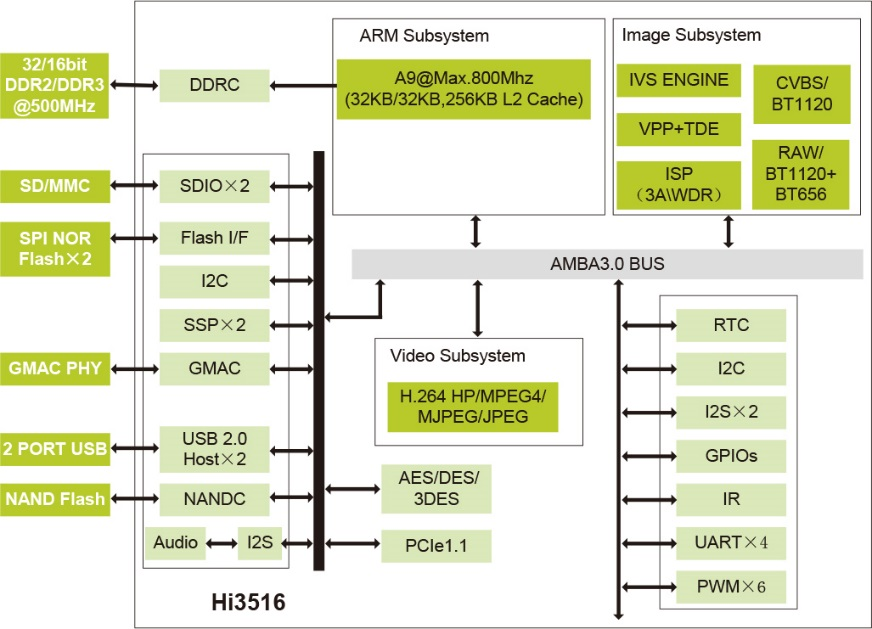 32/16bit
DDR2/DDR3
@500MHz
DDRC
ARM Subsystem
A9@Max.800Mhz
(32KB/32KB,256KB L2 Cache)
Image Subsystem
IVS ENGINE
CVBS/
BT1120
VPP+TDE
ISP
(3A\WDR)
RAW/
BT1120+
BT656
SD/MMC
SDIO×2
SPI NOR
Flash×2
Flash I/F
I2C
SSP×2
GMAC PHY
GMAC
2 PORT USB
USB 2.0
Host×2
NAND Flash
NANDC
Audio
I2S
AMBA3.0 BUS
Video Subsystem
H.264 HP/MPEG4/
MJPEG/JPEG
AES/DES/
3DES
PCIe1.1
RTC
I2C
I2S×2
GPIOs
IR
UART×4
PWM×6
Hi3516